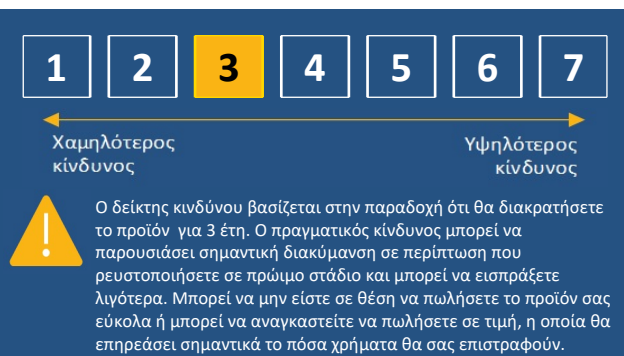 1 2 3 4 5 6 7
Χαμηλότερος Υψηλότερος
κίνδυνος κίνδυνος
Ο δείκτης κινδύνου βασίζεται στην παραδοχή ότι θα διακρατήσετε
το προϊόν για 3 έτη. Ο πραγματικός κίνδυνος μπορεί να
παρουσιάσει σημαντική διακύμανση σε περίπτωση που
ρευστοποιήσετε σε πρώιμο στάδιο και μπορεί να εισπράξετε
λιγότερα. Μπορεί να μην είστε σε θέση να πωλήσετε το προϊόν σας
εύκολα ή μπορεί να αναγκαστείτε να πωλήσετε σε τιμή, η οποία θα
επηρεάσει σημαντικά το πόσα χρήματα θα σας επιστραφούν.